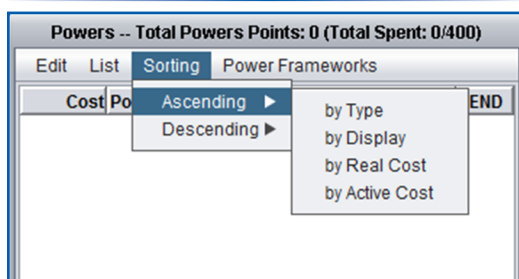 Powers -- Total Powers Points: 0 (Total Spent: 0/400)
Edit List Sorting Power Frameworks
Cost Po END
Ascending
Descending
by Type
by Display
by Real Cost
by Active Cost